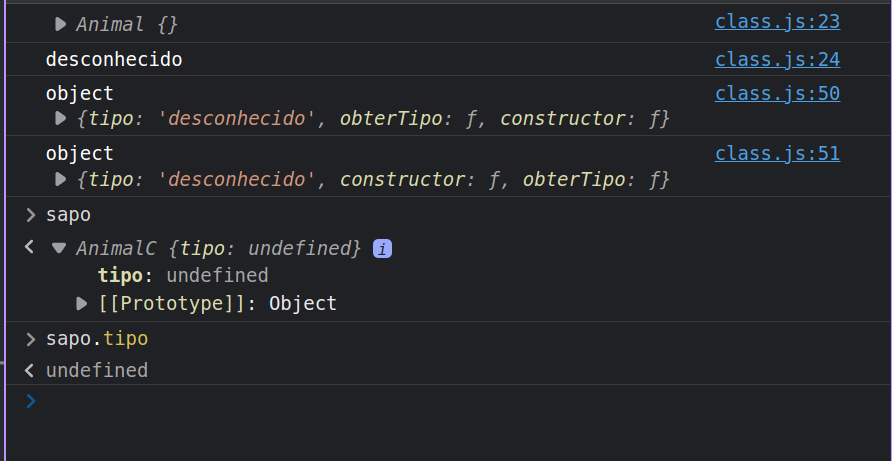 ▶ Animal {} class.js:23
desconhecido class.js:24
object class.js:50
▶ {tipo: 'desconhecido', obterTipo: ƒ, constructor: ƒ}
object class.js:51
▶ {tipo: 'desconhecido', constructor: ƒ, obterTipo: ƒ}
> sapo
< ▼ AnimalC {tipo: undefined} i
tipo: undefined
▶ [[Prototype]]: Object
> sapo.tipo
< undefined
>